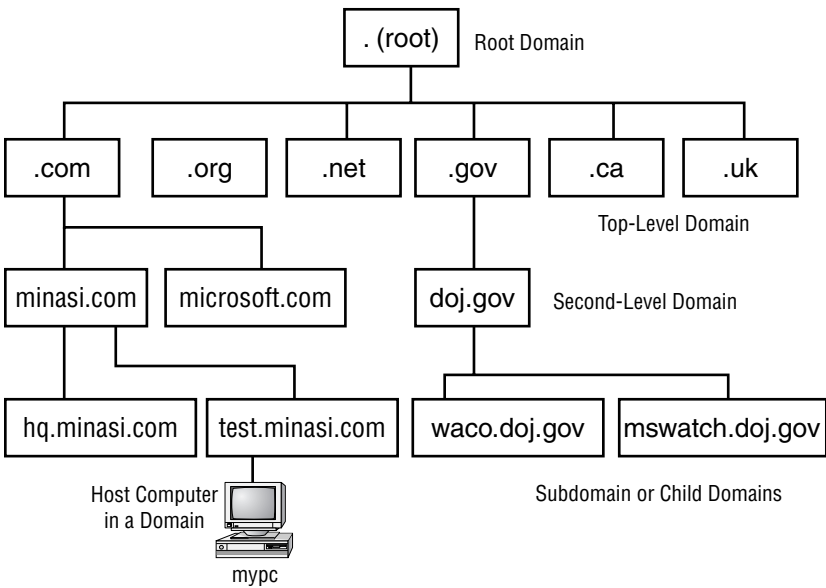 . (root)
Root Domain
.com
.org
.net
.gov
.ca
.uk
Top-Level Domain
minasi.com
microsoft.com
doj.gov
Second-Level Domain
hq.minasi.com
test.minasi.com
waco.doj.gov
mswatch.doj.gov
Host Computer
in a Domain
Subdomain or Child Domains
mypc